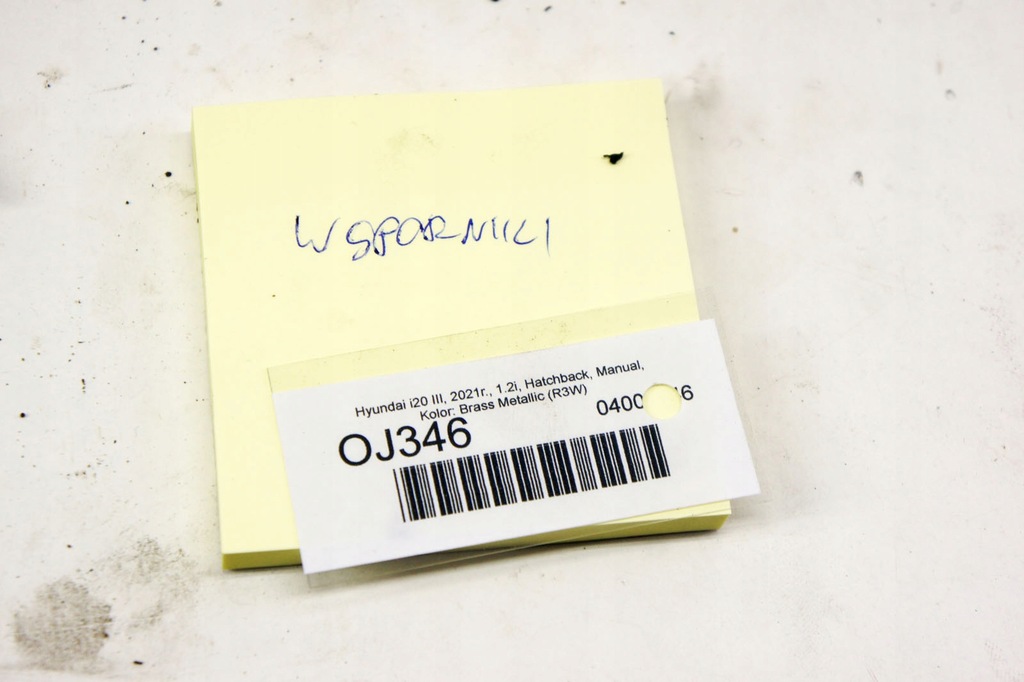 WSPORNIKI
Hyundai i20 III, 2021r., 1.2i, Hatchback, Manual,
Kolor: Brass Metallic (R3W)
OJ346